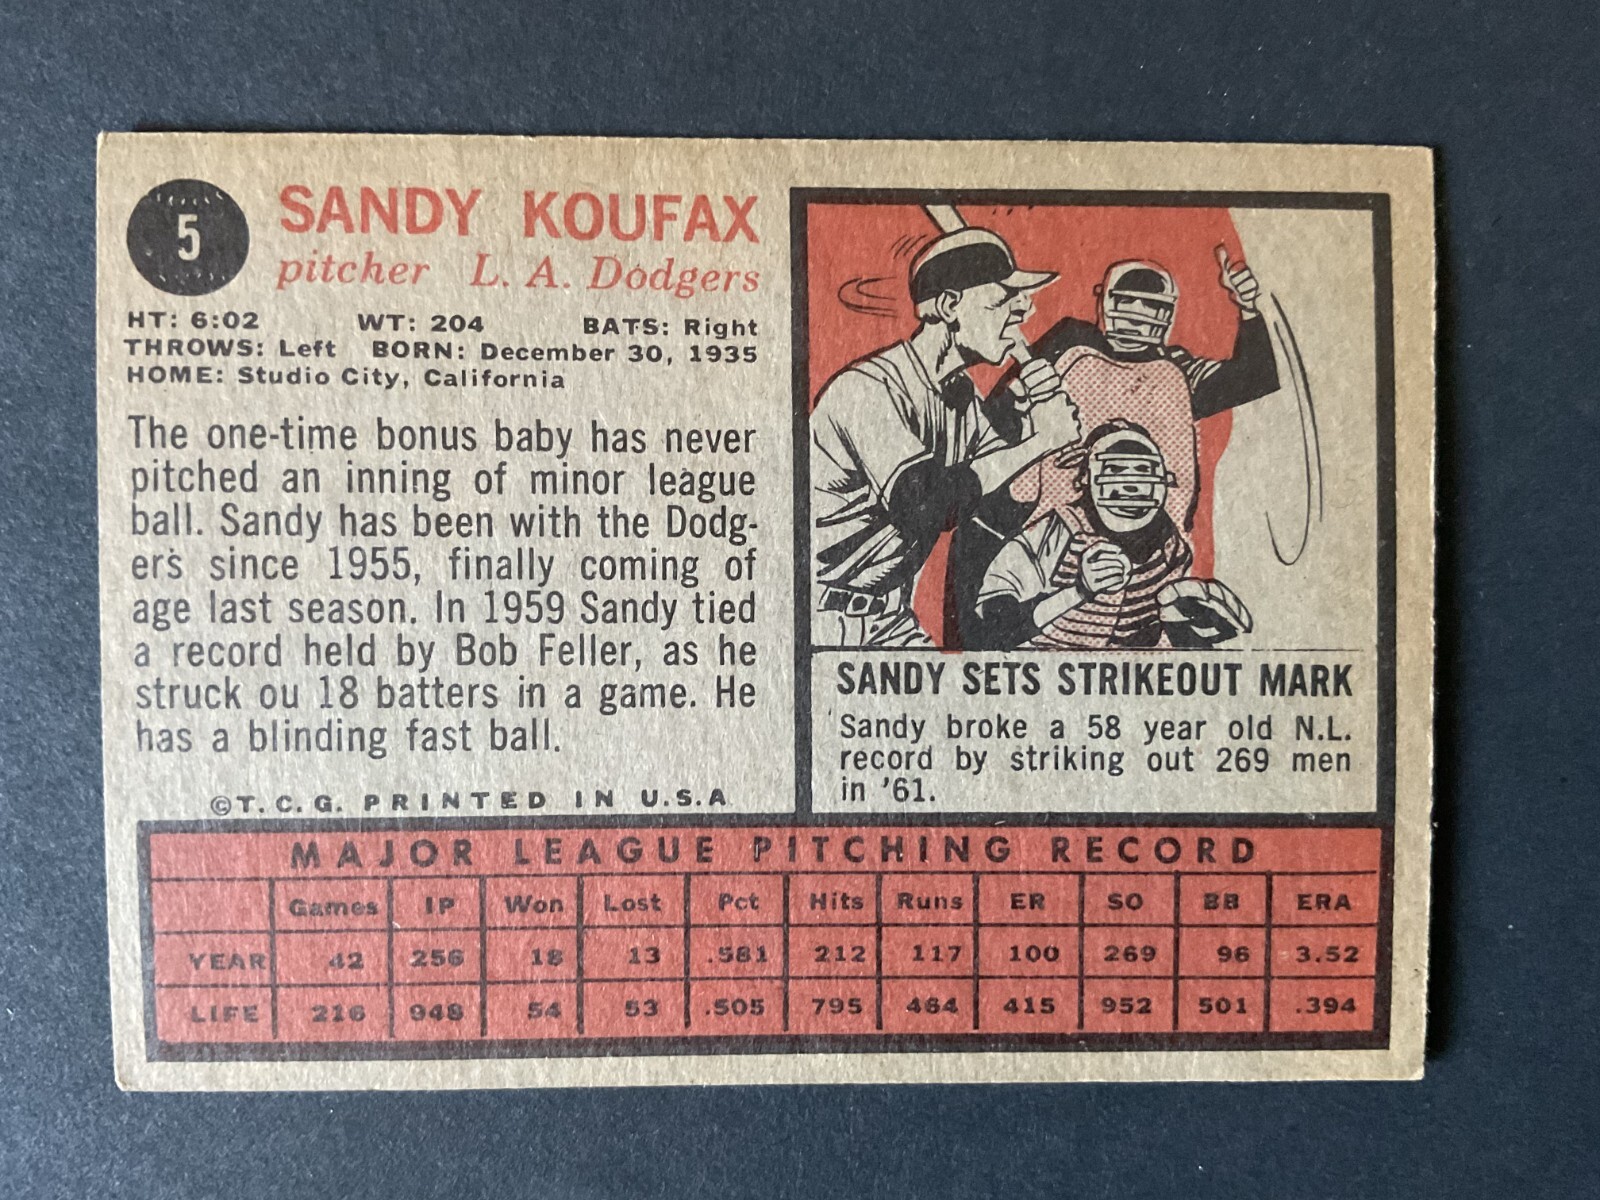 5
SANDY KOUFAX
pitcher L. A. Dodgers
HT: 6:02 WT: 204 BATS: Right
THROWS: Left BORN: December 30, 1935
HOME: Studio City, California
The one-time bonus baby has never
pitched an inning of minor league
ball. Sandy has been with the Dodg-
ers since 1955, finally coming of
age last season. In 1959 Sandy tied
a record held by Bob Feller, as he
struck ou 18 batters in a game. He
has a blinding fast ball.
©T. C. G. PRINTED IN U.S.A
SANDY SETS STRIKEOUT MARK
Sandy broke a 58 year old N.L.
record by striking out 269 men
in '61.
MAJOR LEAGUE PITCHING RECORD
Games IP Won Lost Pct Hits Runs ER SO BB ERA
YEAR 42 256 18 13 .581 212 117 100 269 96 3.52
LIFE 216 948 54 53 .505 795 464 415 952 501 .394